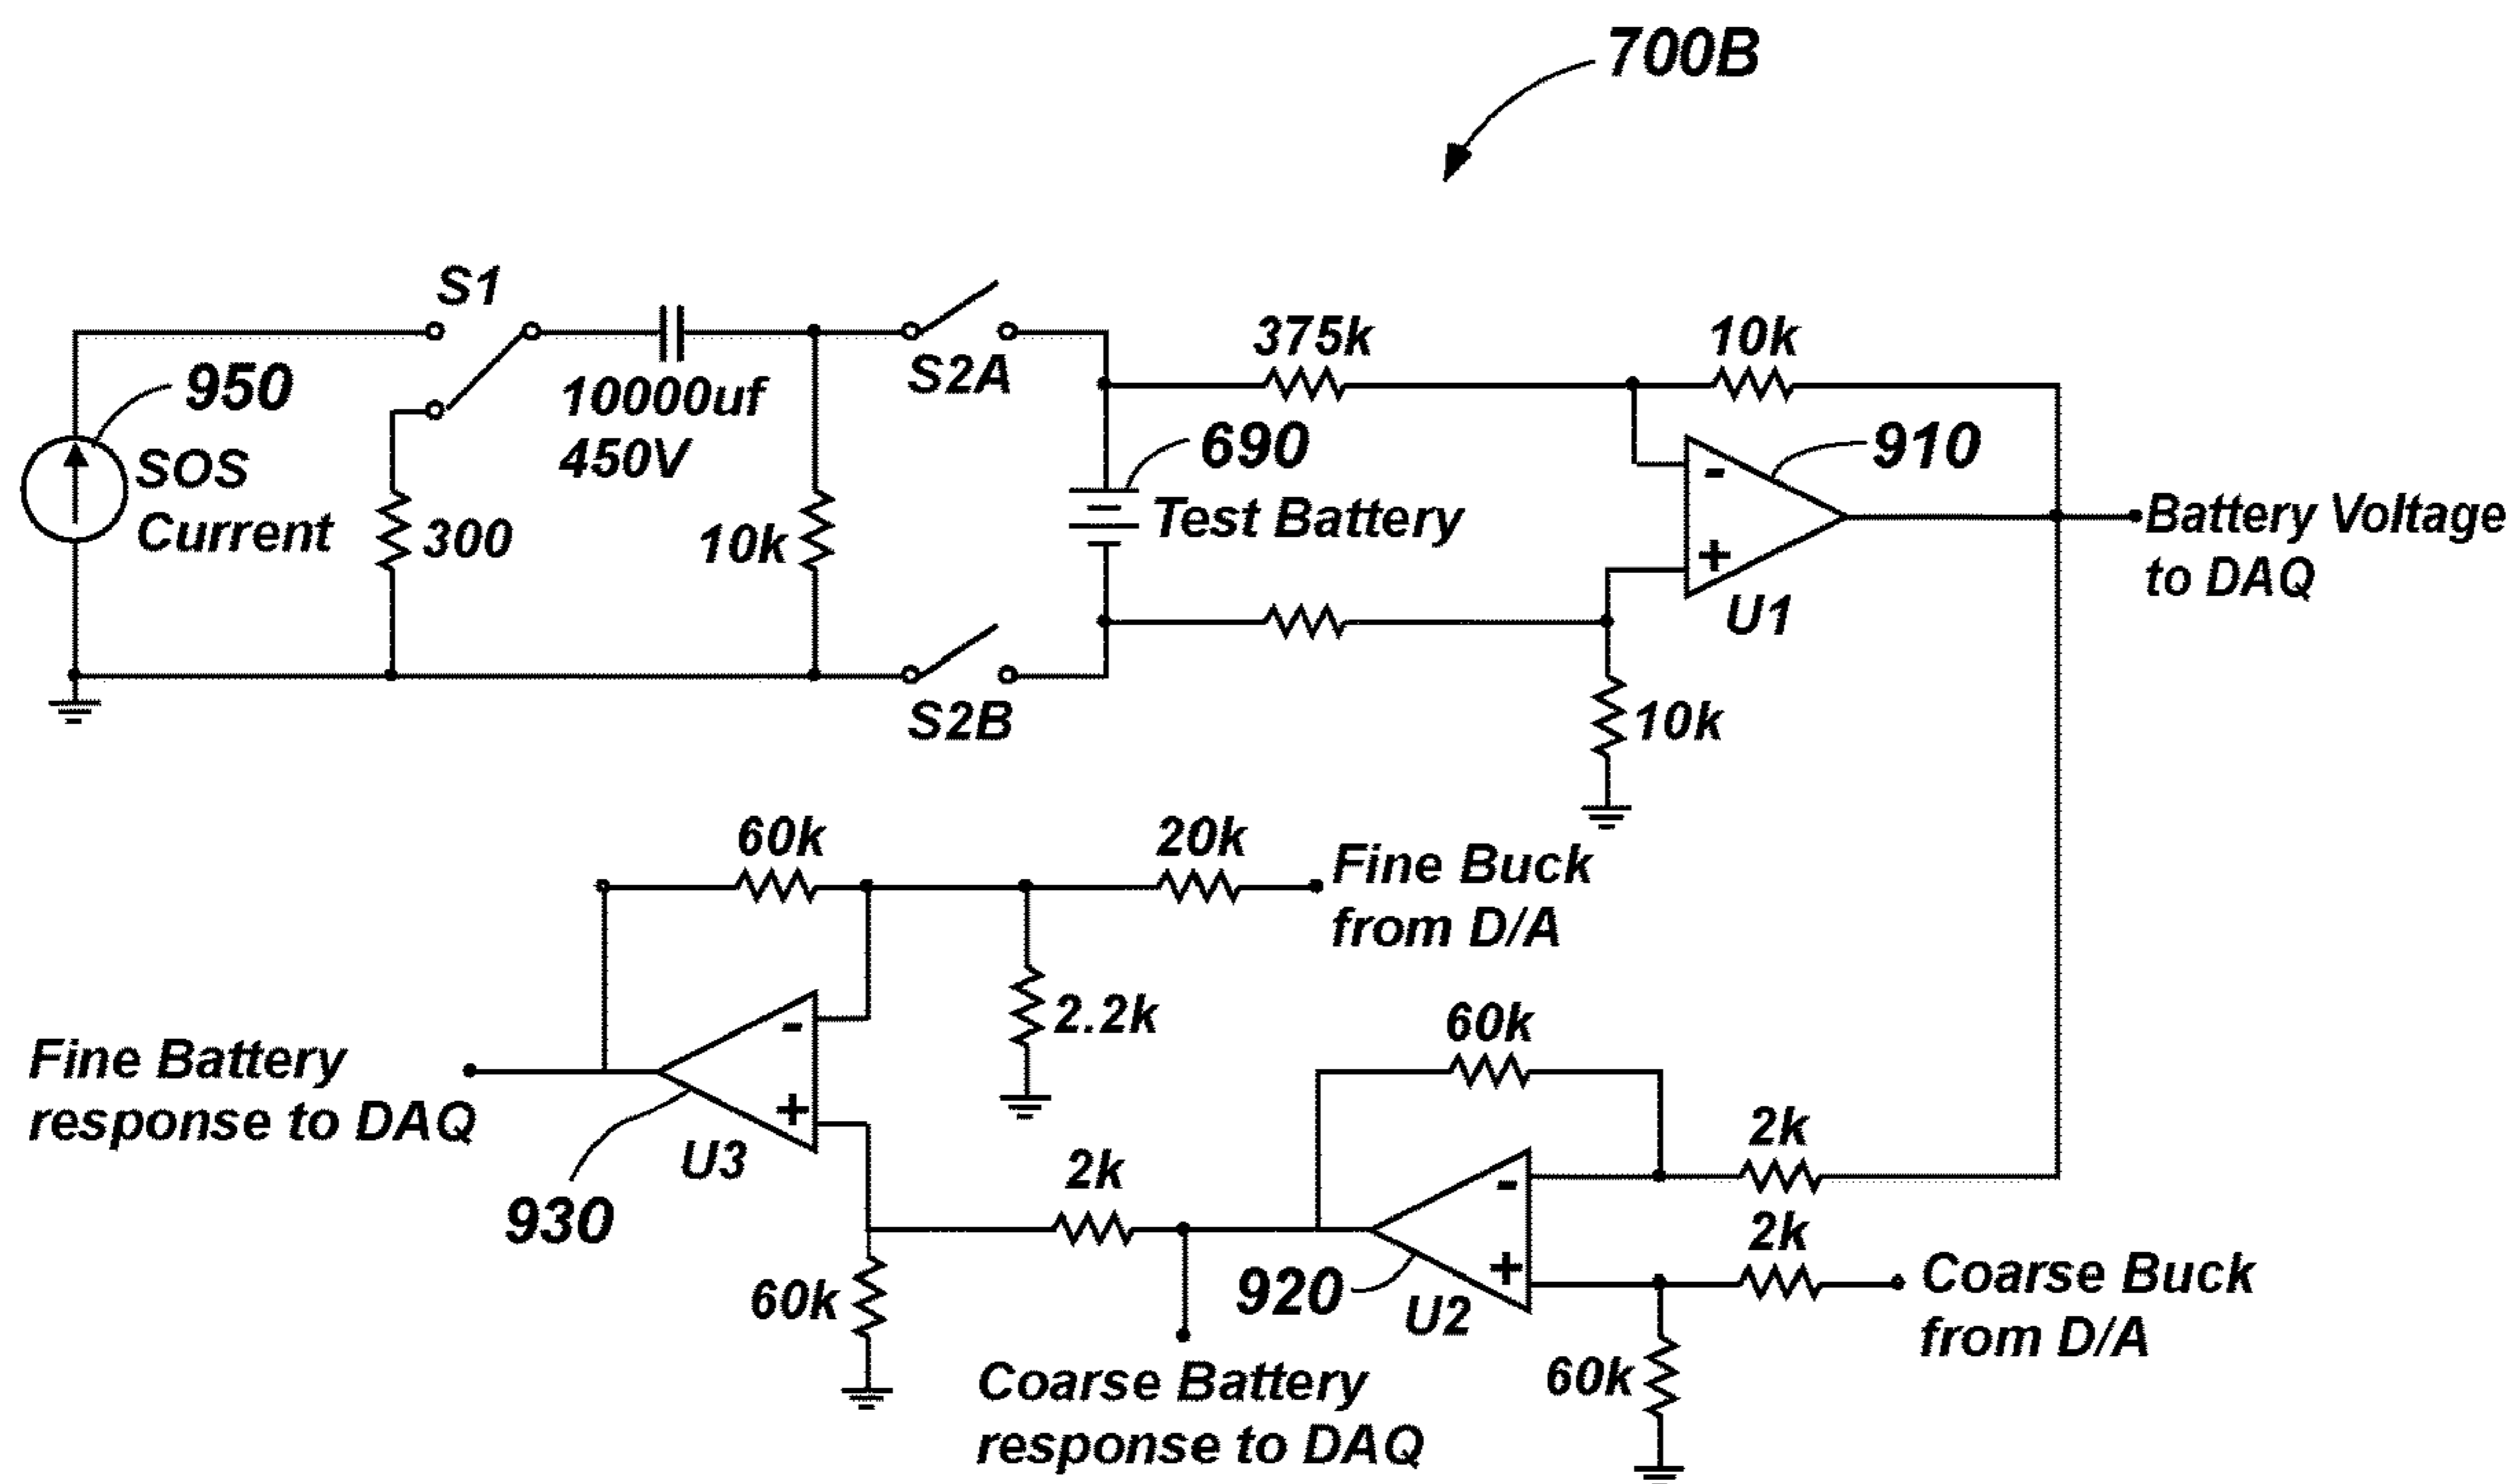 700B
S1
950
SOS
Current
300
10000uf
450V
10k
S2A
S2B
375k
10k
690
Test Battery
-
+
910
U1
Battery Voltage
to DAQ
10k
60k
20k
Fine Buck
from D/A
2.2k
-
+
U3
930
Fine Battery
response to DAQ
60k
2k
Coarse Battery
response to DAQ
60k
-
+
920
U2
2k
2k
Coarse Buck
from D/A
60k